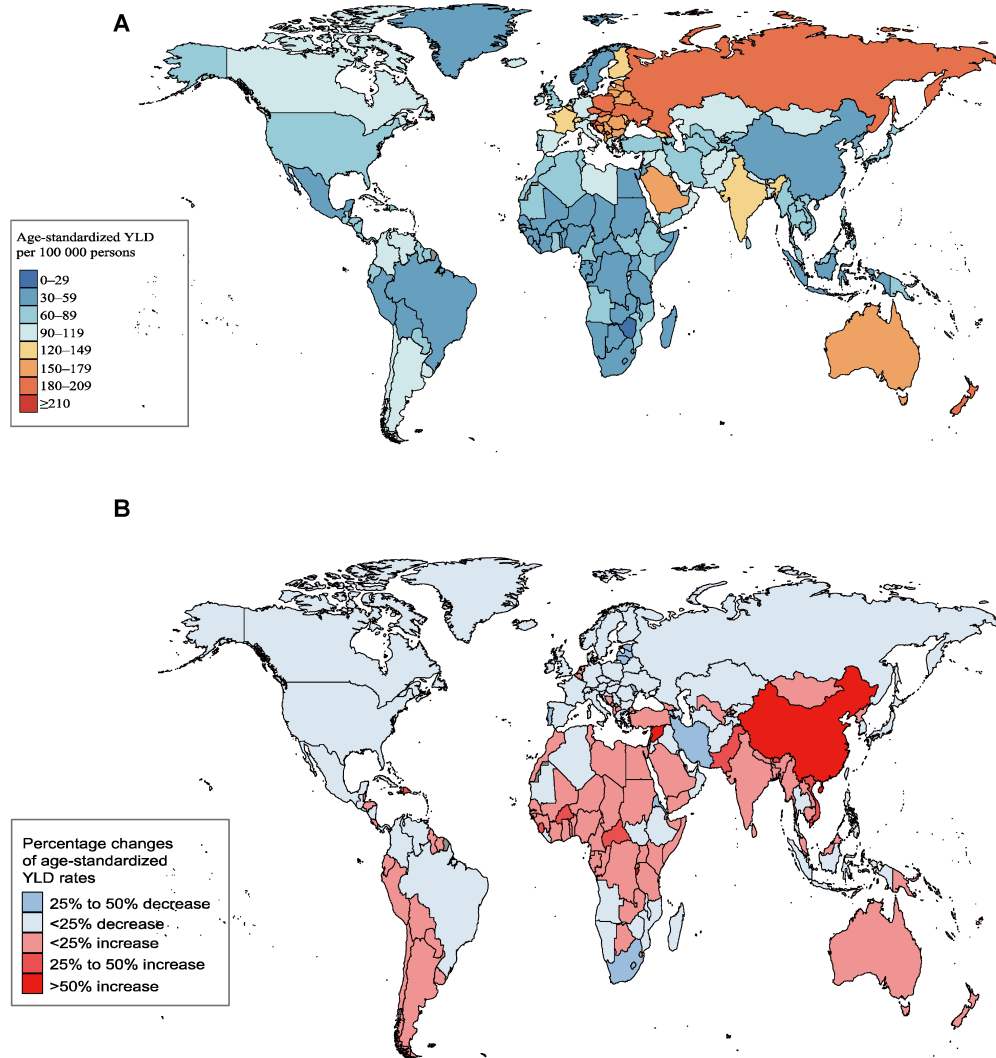 A
Age-standardized YLD
per 100 000 persons
0–29
30–59
60–89
90–119
120–149
150–179
180–209
≥210
B
Percentage changes
of age-standardized
YLD rates
25% to 50% decrease
<25% decrease
<25% increase
25% to 50% increase
>50% increase